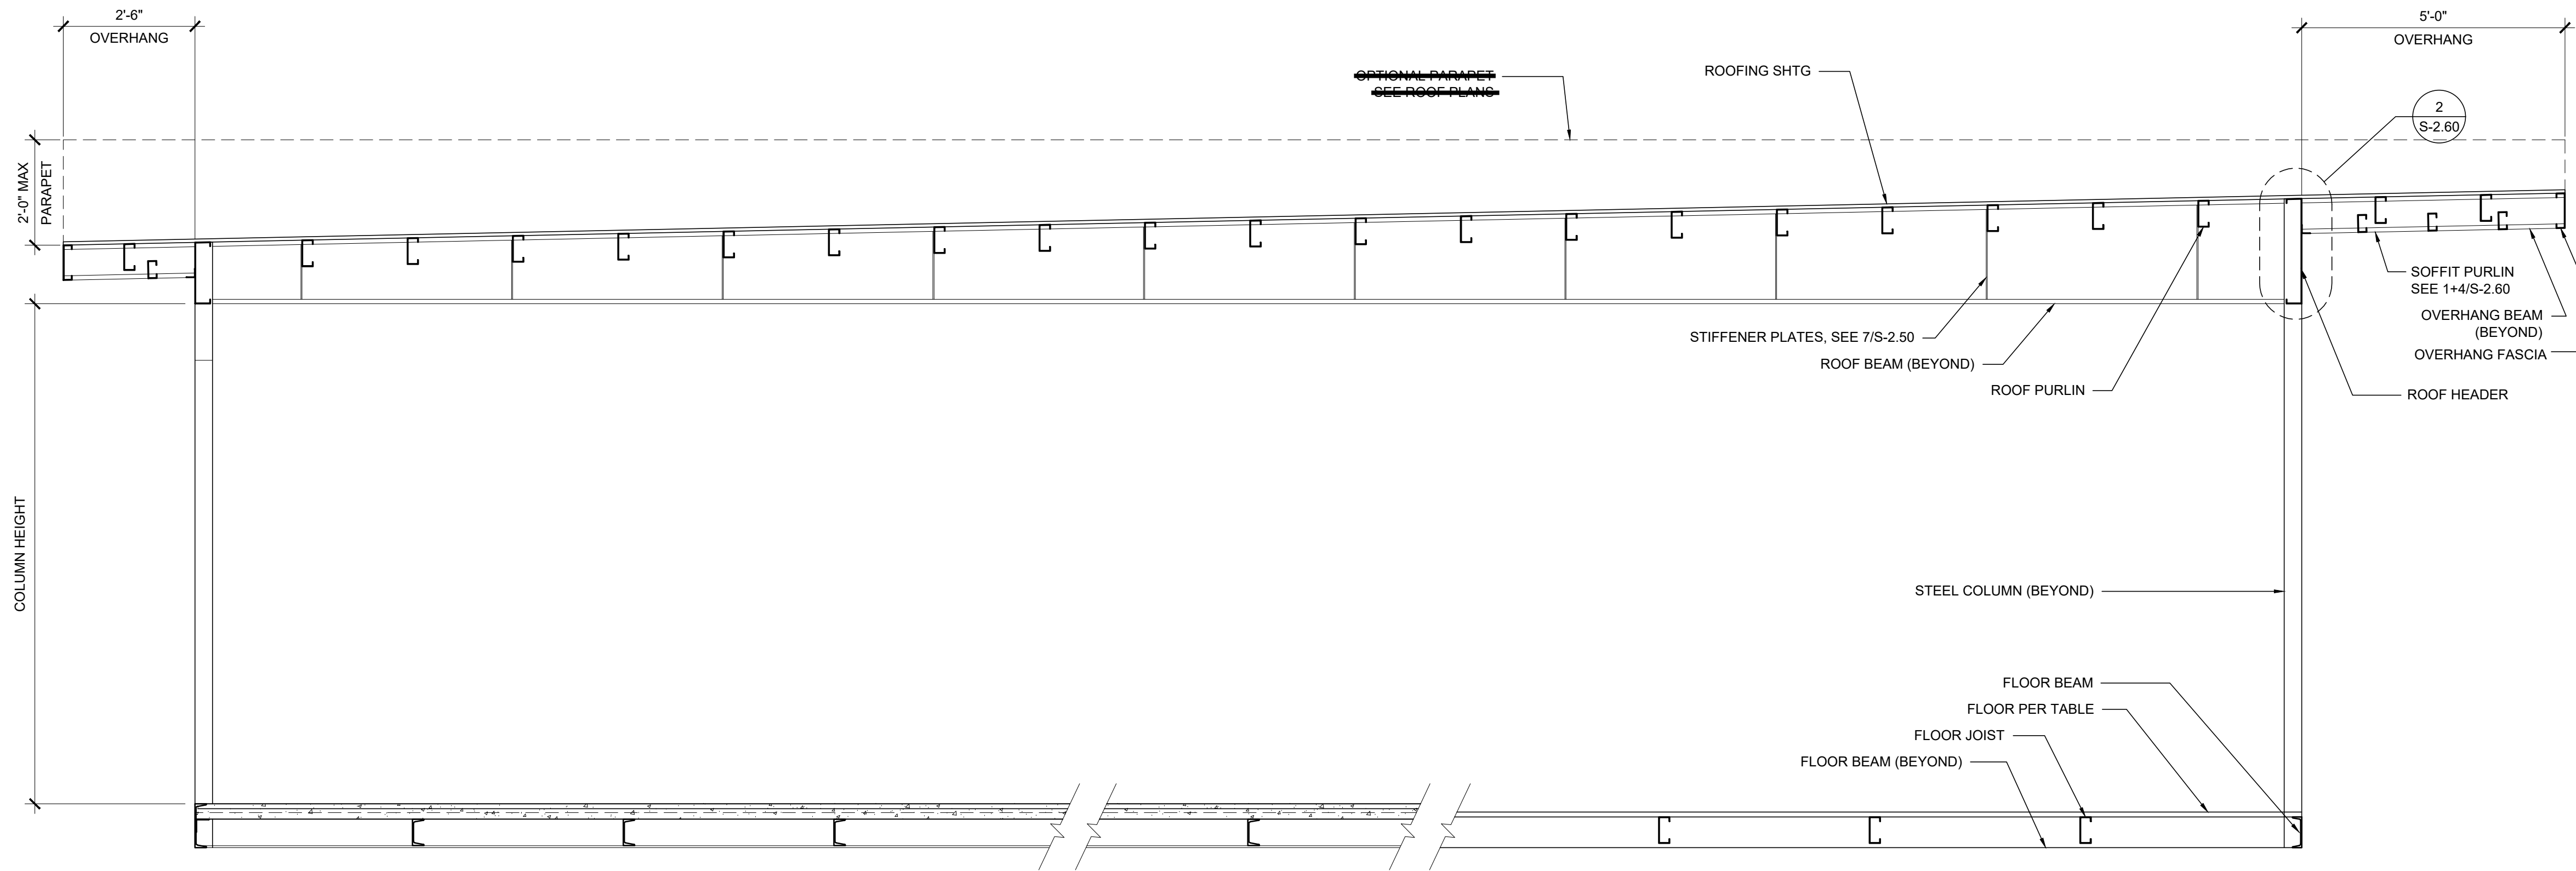 2'-6"
OVERHANG
5'-0"
OVERHANG
OPTIONAL PARAPET
SEE ROOF PLANS
ROOFING SHTG
2
S-2.60
2'-0" MAX
PARAPET
SOFFIT PURLIN
SEE 1+4/S-2.60
OVERHANG BEAM
(BEYOND)
OVERHANG FASCIA
STIFFENER PLATES, SEE 7/S-2.50
ROOF BEAM (BEYOND)
ROOF PURLIN
ROOF HEADER
COLUMN HEIGHT
STEEL COLUMN (BEYOND)
FLOOR BEAM
FLOOR PER TABLE
FLOOR JOIST
FLOOR BEAM (BEYOND)